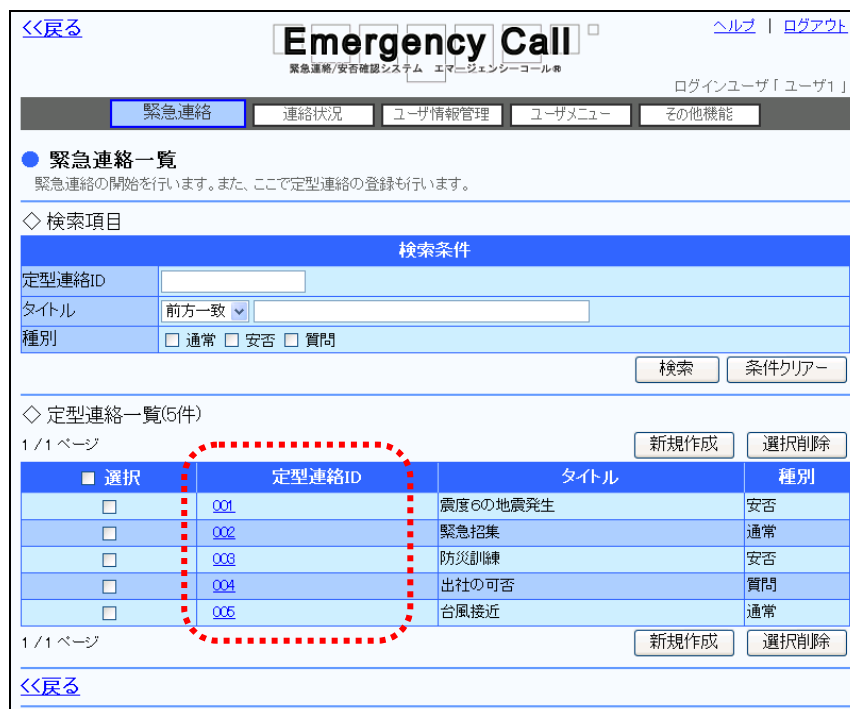 <<戻る
ヘルプ | ログアウト
Emergency Call
緊急連絡/安否確認システム エマージェンシーコール®
ログインユーザ「ユーザ1」
緊急連絡 連絡状況 ユーザ情報管理 ユーザメニュー その他機能
● 緊急連絡一覧
緊急連絡の開始を行います。また、ここで定型連絡の登録も行います。
◇ 検索項目
検索条件
定型連絡ID
タイトル 前方一致
種別 通常 安否 質問
検索 条件クリアー
◇ 定型連絡一覧(5件)
1 / 1 ページ 新規作成 選択削除
選択 定型連絡ID タイトル 種別
001 震度6の地震発生 安否
002 緊急招集 通常
003 防災訓練 安否
004 出社の可否 質問
005 台風接近 通常
1 / 1 ページ 新規作成 選択削除
<<戻る